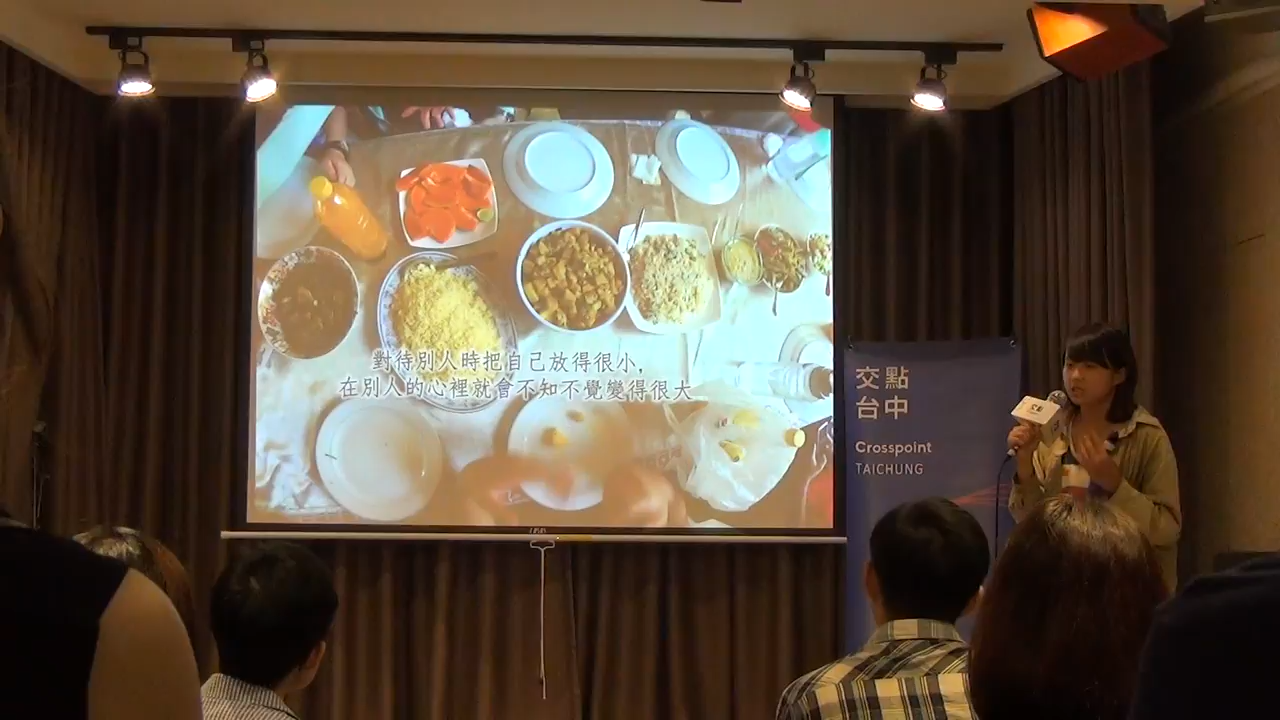 對待別人時把自己放得很小,
在別人的心裡就會不知不覺變得很大
交點
台中
Crosspoint
TAICHUNG